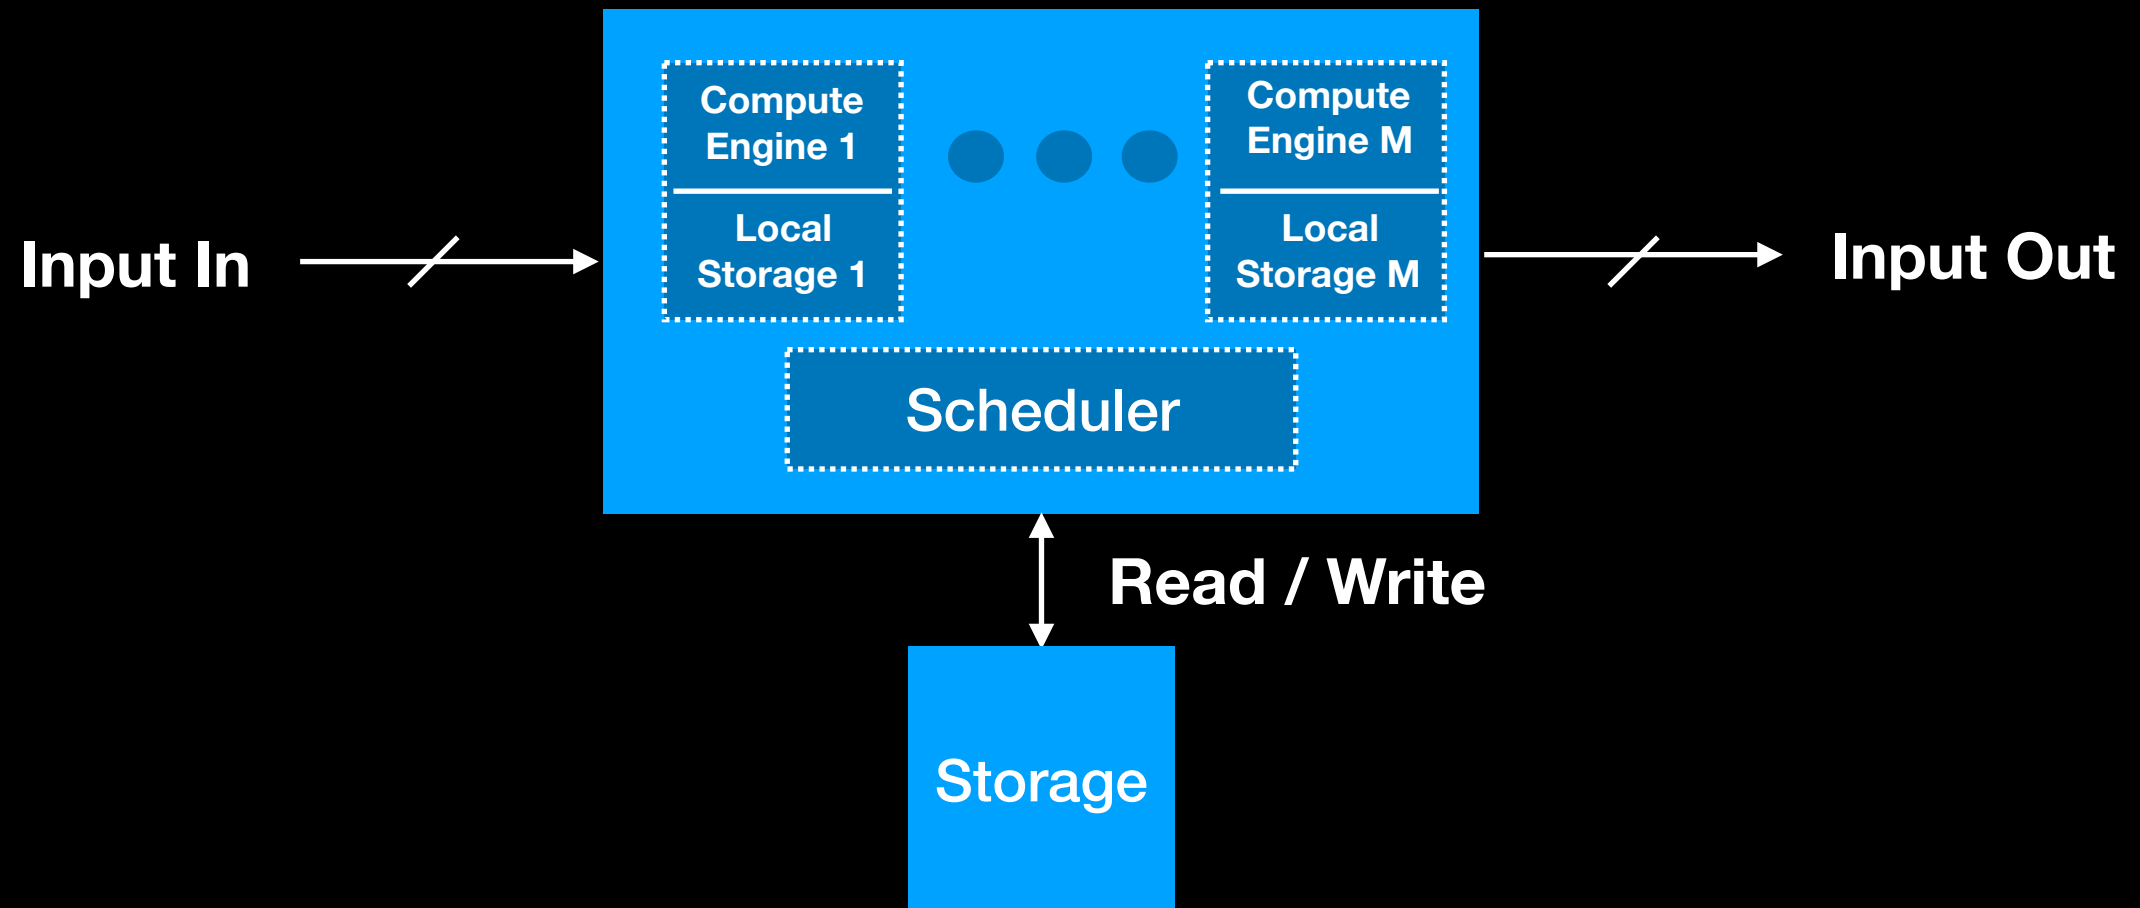 Compute
Engine 1
Local
Storage 1
Compute
Engine M
Local
Storage M
Input In
Input Out
Scheduler
Read / Write
Storage